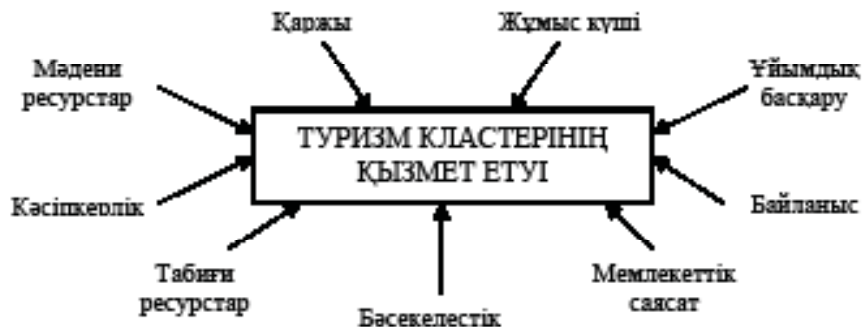 Қаржы
Жұмыс күші
Мәдени
ресурстар
Ұйымдық
басқару
ТУРИЗМ КЛАСТЕРІНІҢ
ҚЫЗМЕТ ЕТУІ
Кәсіпкерлік
Байланыс
Табиғи
ресурстар
Мемлекеттік
саясат
Бәсекелестік